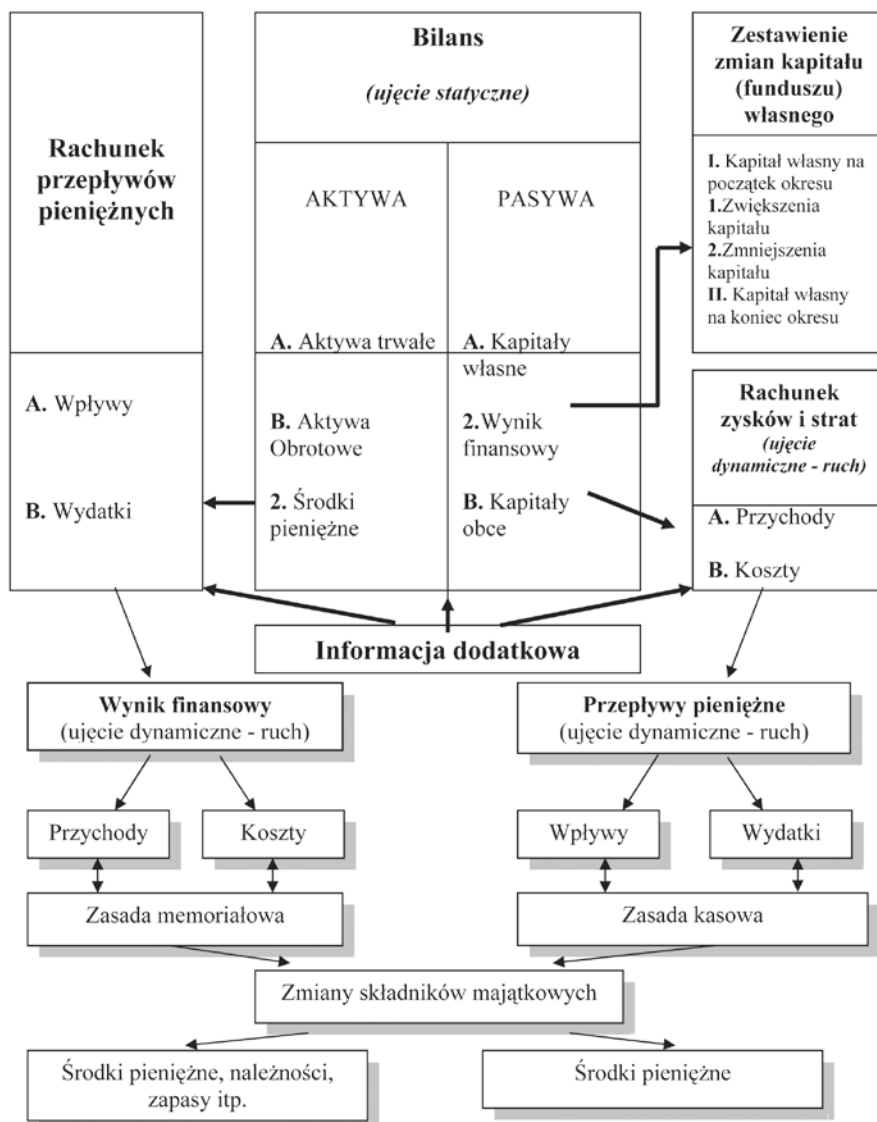 Rachunek
przepływów
pieniężnych
A. Wpływy
B. Wydatki
Bilans
(ujęcie statyczne)
AKTYWA
A. Aktywa trwałe
B. Aktywa
Obrotowe
2. Środki
pieniężne
PASYWA
A. Kapitały
własne
2.Wynik
finansowy
B. Kapitały
obce
Zestawienie
zmian kapitału
(funduszu)
własnego
I. Kapitał własny na
początek okresu
1.Zwiększenia
kapitału
2.Zmniejszenia
kapitału
II. Kapitał własny
na koniec okresu
Rachunek
zysków i strat
(ujęcie
dynamiczne - ruch)
A. Przychody
B. Koszty
Informacja dodatkowa
Wynik finansowy
(ujęcie dynamiczne - ruch)
Przychody
Koszty
Zasada memoriałowa
Przepływy pieniężne
(ujęcie dynamiczne - ruch)
Wpływy
Wydatki
Zasada kasowa
Zmiany składników majątkowych
Środki pieniężne, należności,
zapasy itp.
Środki pieniężne